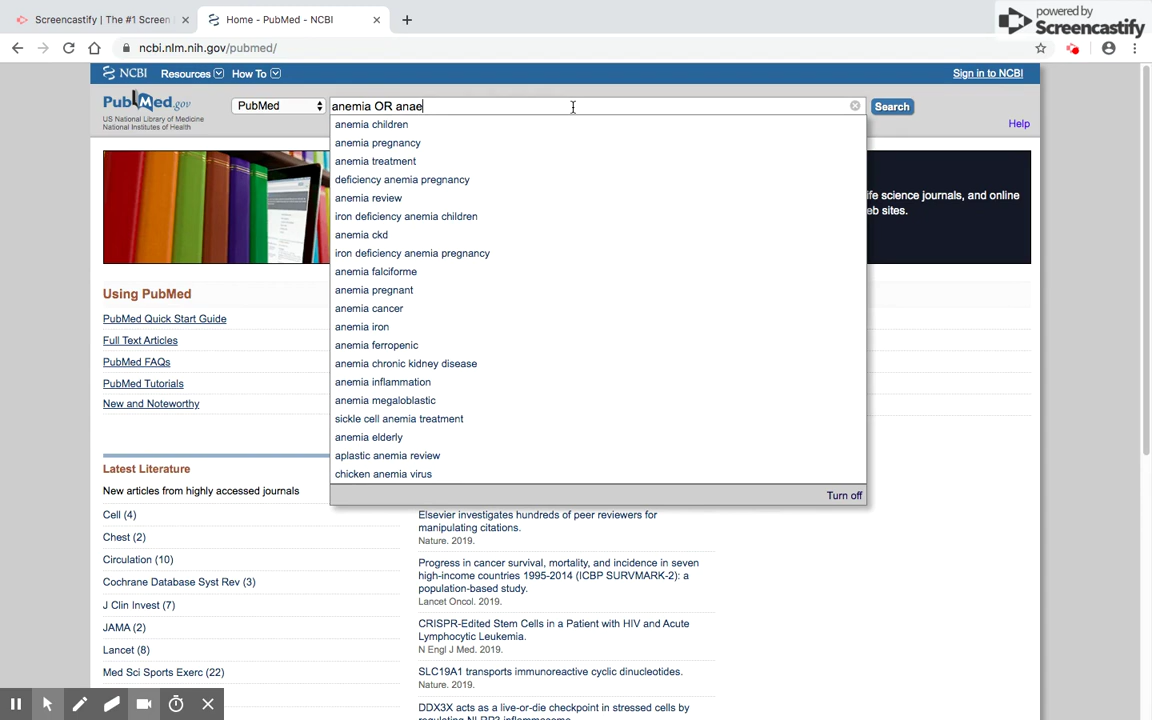 Screencastify | The #1 Screen
Home - PubMed - NCBI
powered by
Screencastify
ncbi.nlm.nih.gov/pubmed/
NCBI Resources How To Sign in to NCBI
PubMed.gov
US National Library of Medicine
National Institutes of Health
PubMed
anemia OR anae
Search
Help
anemia children
anemia pregnancy
anemia treatment
deficiency anemia pregnancy
anemia review
iron deficiency anemia children
anemia ckd
iron deficiency anemia pregnancy
anemia falciforme
anemia pregnant
anemia cancer
anemia iron
anemia ferropenic
anemia chronic kidney disease
anemia inflammation
anemia megaloblastic
sickle cell anemia treatment
anemia elderly
aplastic anemia review
chicken anemia virus
Turn off
ife science journals, and online
eb sites.
Using PubMed
PubMed Quick Start Guide
Full Text Articles
PubMed FAQs
PubMed Tutorials
New and Noteworthy
Latest Literature
New articles from highly accessed journals
Cell (4)
Chest (2)
Circulation (10)
Cochrane Database Syst Rev (3)
J Clin Invest (7)
JAMA (2)
Lancet (8)
Med Sci Sports Exerc (22)
Elsevier investigates hundreds of peer reviewers for
manipulating citations.
Nature. 2019.
Progress in cancer survival, mortality, and incidence in seven
high-income countries 1995-2014 (ICBP SURVMARK-2): a
population-based study.
Lancet Oncol. 2019.
CRISPR-Edited Stem Cells in a Patient with HIV and Acute
Lymphocytic Leukemia.
N Engl J Med. 2019.
SLC19A1 transports immunoreactive cyclic dinucleotides.
Nature. 2019.
DDX3X acts as a live-or-die checkpoint in stressed cells by
regulating NLRP3 inflammasome.